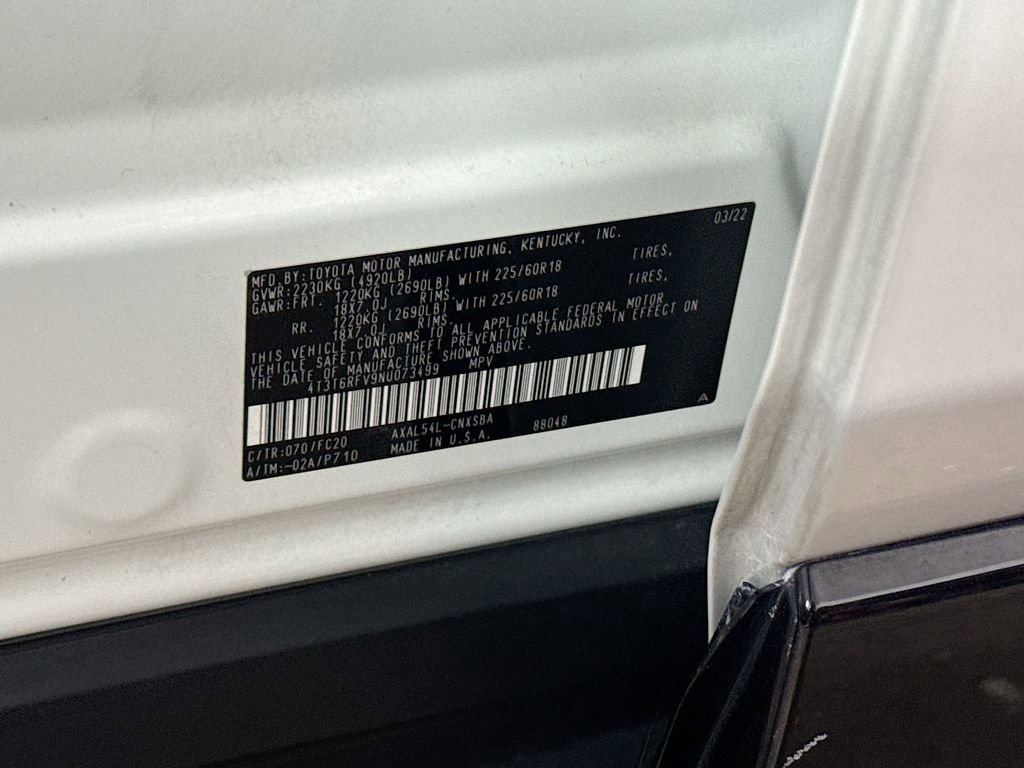 03/22
MFD.BY:TOYOTA MOTOR MANUFACTURING, KENTUCKY, INC.
GVWR:2230KG (4920LB)
GAWR:FRT. 1220KG (2690LB) WITH 225/60R18 TIRES,
18X7.0J RIMS.
RR. 1220KG (2690LB) WITH 225/60R18 TIRES,
18X7.0J RIMS.
THIS VEHICLE CONFORMS TO ALL APPLICABLE FEDERAL MOTOR
VEHICLE SAFETY AND THEFT PREVENTION STANDARDS IN EFFECT ON
THE DATE OF MANUFACTURE SHOWN ABOVE.
4T3T6RFV9NU073499 MPV
C/TR:070/FC20 AXAL54L-CNXSBA 88048
A/TM:-02A/P710 MADE IN U.S.A.
A